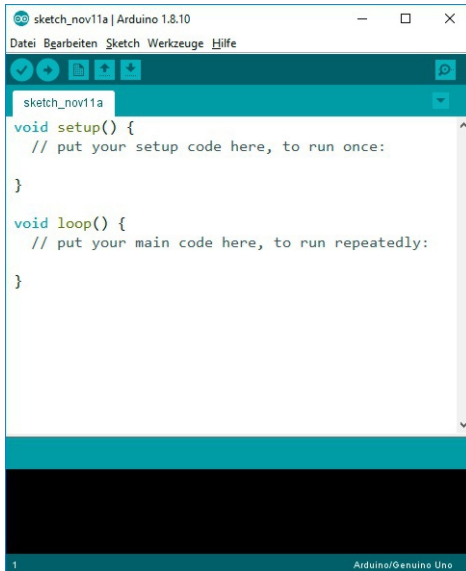 sketch_nov11a | Arduino 1.8.10
Datei Bearbeiten Sketch Werkzeuge Hilfe
sketch_nov11a
void setup() {
  // put your setup code here, to run once:
}
void loop() {
  // put your main code here, to run repeatedly:
}
1 Arduino/Genuino Uno